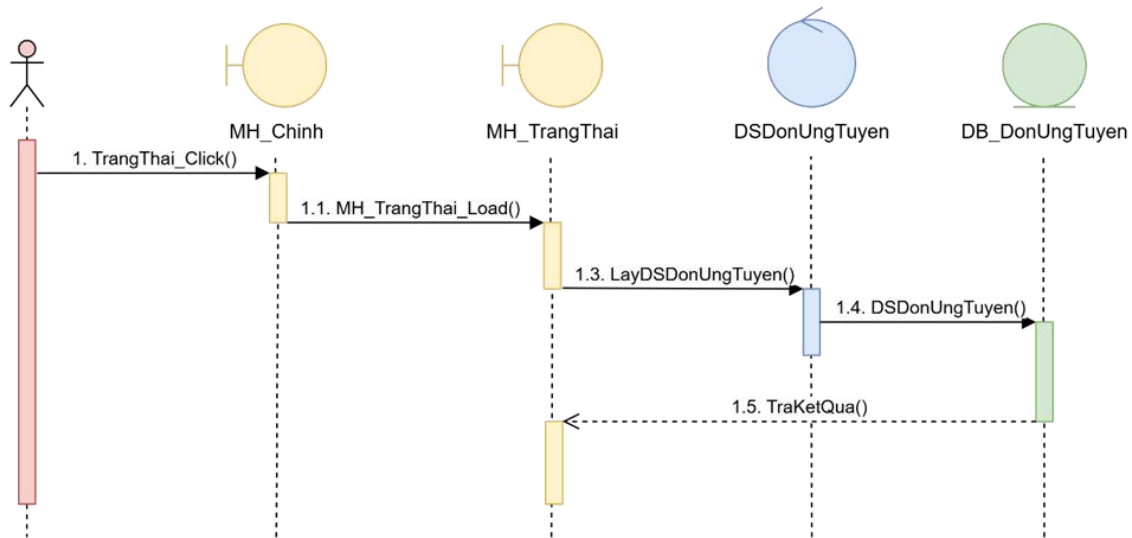 MH_Chinh
MH_TrangThai
DSDonUngTuyen
DB_DonUngTuyen
1. TrangThai_Click()
1.1. MH_TrangThai_Load()
1.3. LayDSDonUngTuyen()
1.4. DSDonUngTuyen()
1.5. TraKetQua()